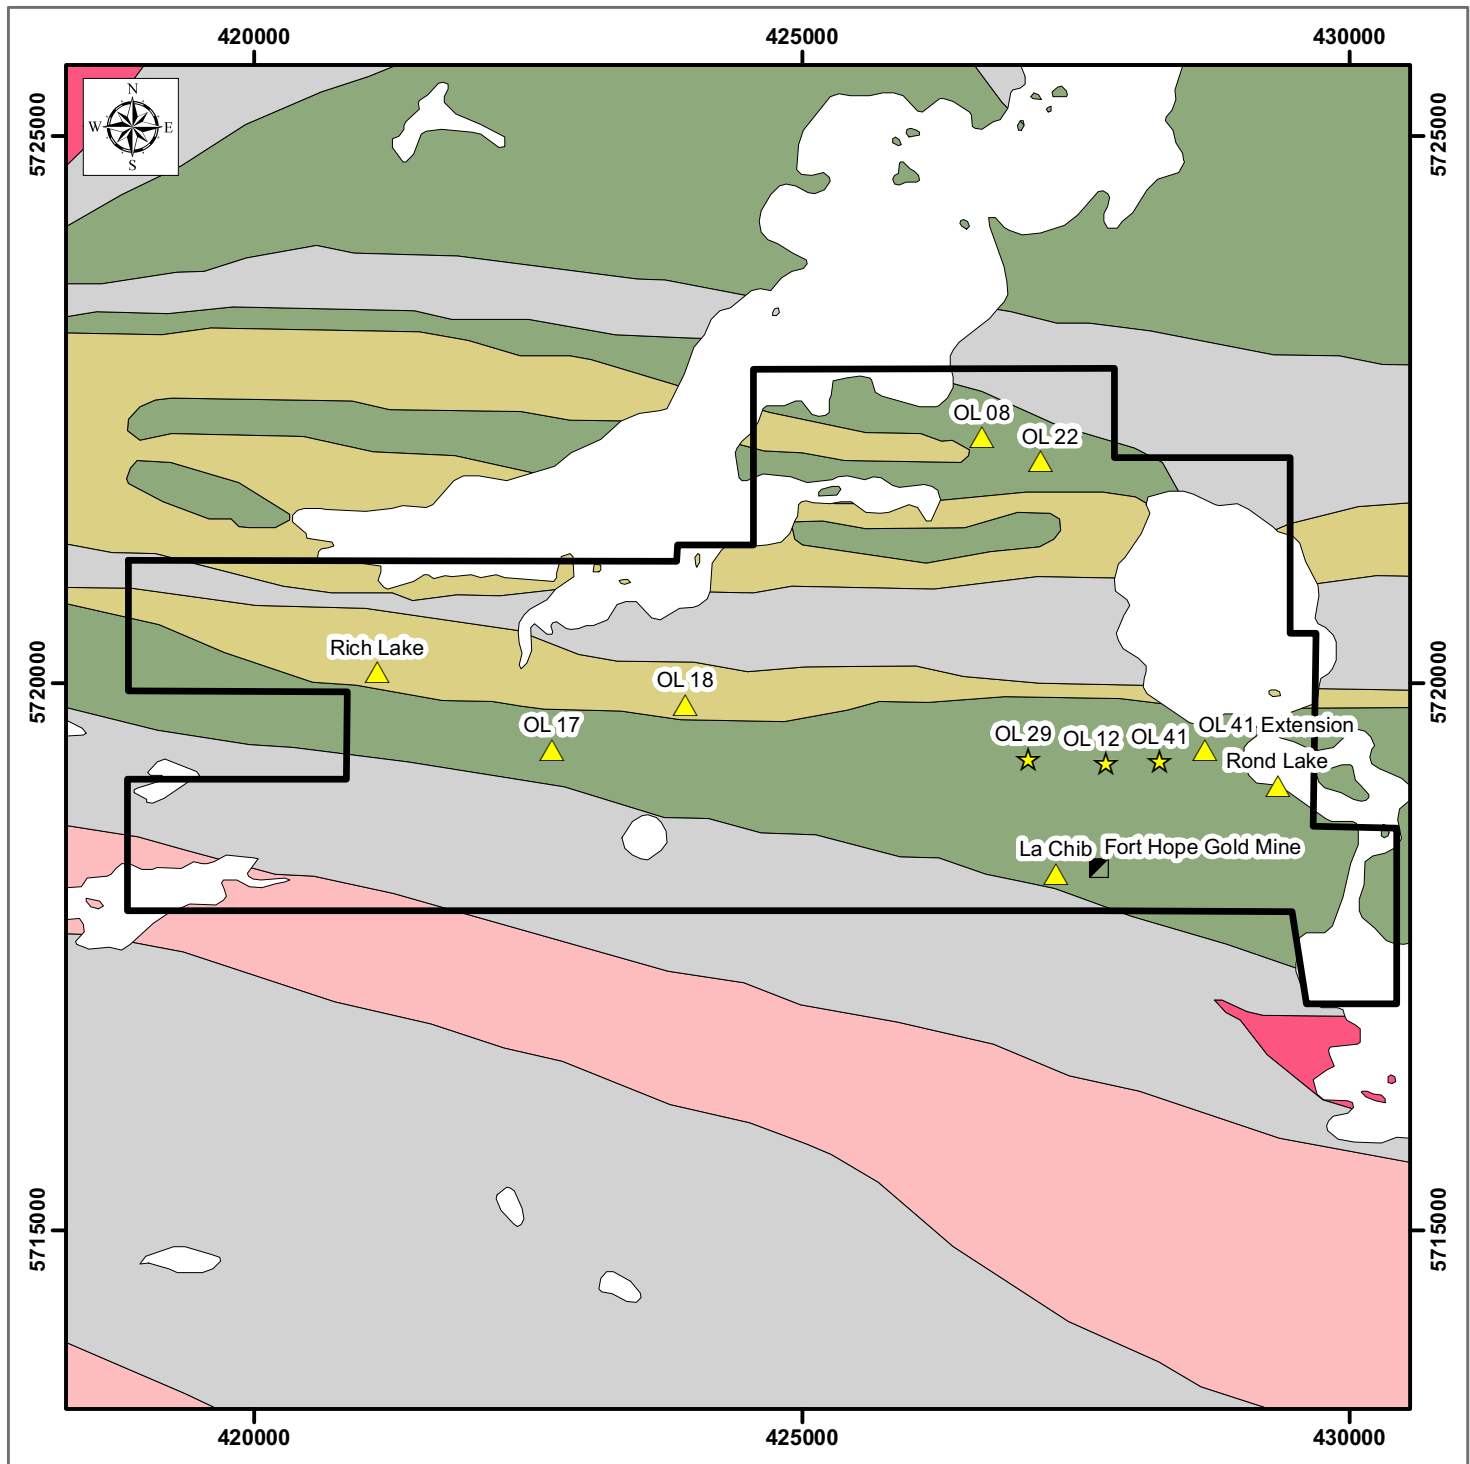 420000 425000 430000
N
W E
S
5725000 5725000
OL 08
OL 22
Rich Lake
5720000 5720000
OL 18
OL 17
OL 29 OL 12 OL 41 OL 41 Extension
Rond Lake
La Chib Fort Hope Gold Mine
5715000 5715000
420000 425000 430000